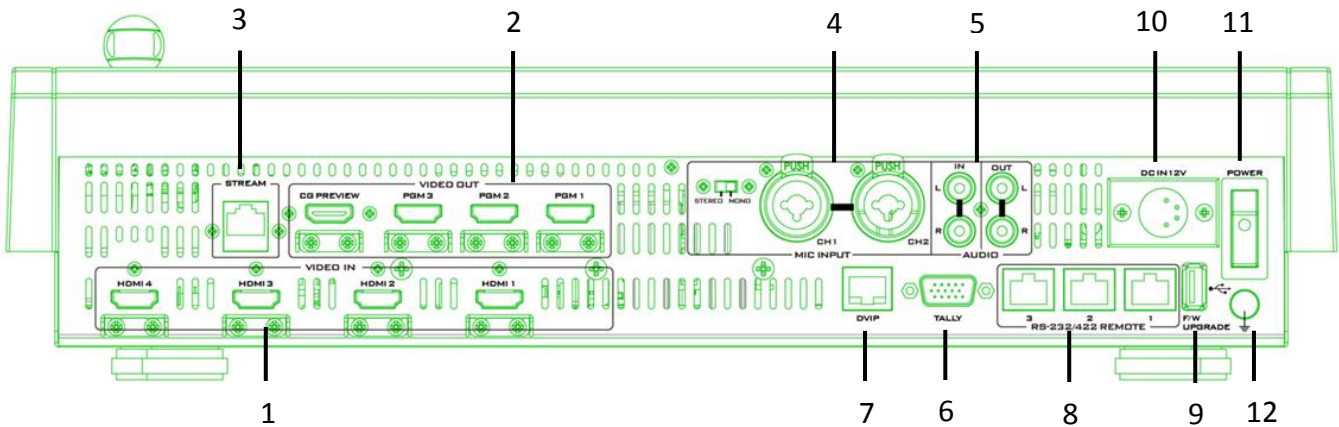 3 2 4 5 10 11
STREAM
VIDEO OUT
CG PREVIEW PGM 3 PGM 2 PGM 1
PUSH PUSH
STEREO MONO
CH1 CH2
MIC INPUT
IN OUT
L L
R R
AUDIO
DC IN 12V
POWER
VIDEO IN
HDMI 4 HDMI 3 HDMI 2 HDMI 1
DVIP
TALLY
3 2 1
RS-232/422 REMOTE
F/W
UPGRADE
1 7 6 8 9 12